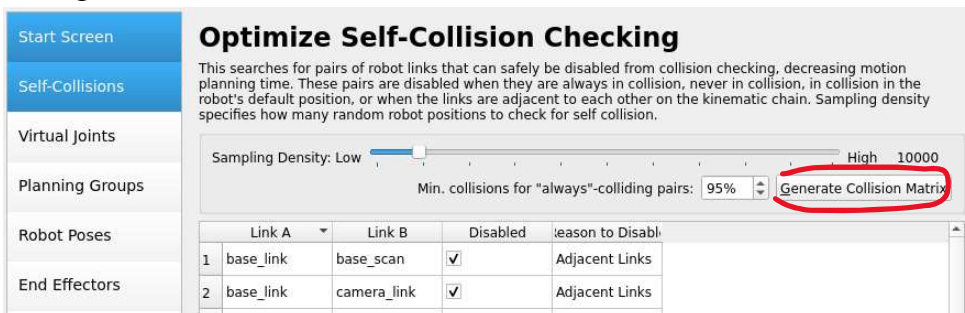 Start Screen
Self-Collisions
Virtual Joints
Planning Groups
Robot Poses
End Effectors
Optimize Self-Collision Checking
This searches for pairs of robot links that can safely be disabled from collision checking, decreasing motion
planning time. These pairs are disabled when they are always in collision, never in collision, in collision in the
robot's default position, or when the links are adjacent to each other on the kinematic chain. Sampling density
specifies how many random robot positions to check for self collision.
Sampling Density: Low High 10000
Min. collisions for "always"-colliding pairs: 95% Generate Collision Matrix
Link A Link B Disabled to
1 base_link base_scan Adjacent Links
2 base_link camera_link Adjacent Links